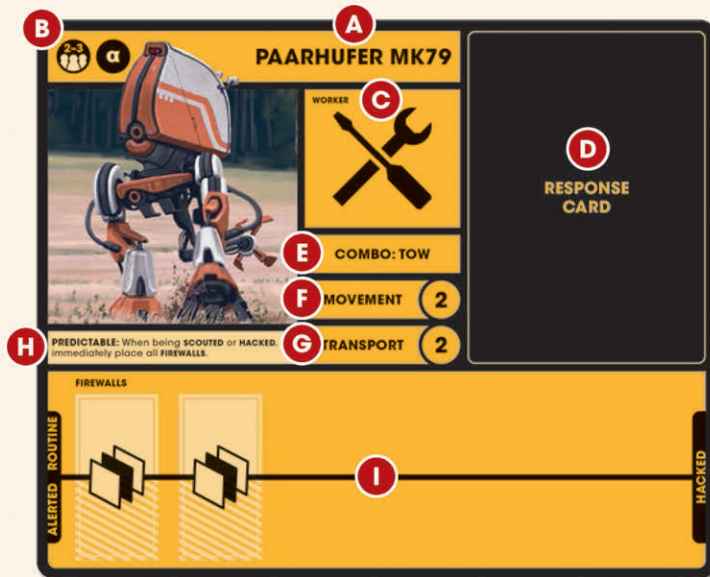 A
B
2–3
α
PAARHUFER MK79
WORKER
C
D
RESPONSE
CARD
E
COMBO: TOW
F
MOVEMENT 2
G
TRANSPORT 2
H
PREDICTABLE: When being SCOUTED or HACKED,
immediately place all FIREWALLS.
FIREWALLS
ROUTINE
ALERTED
I
HACKED